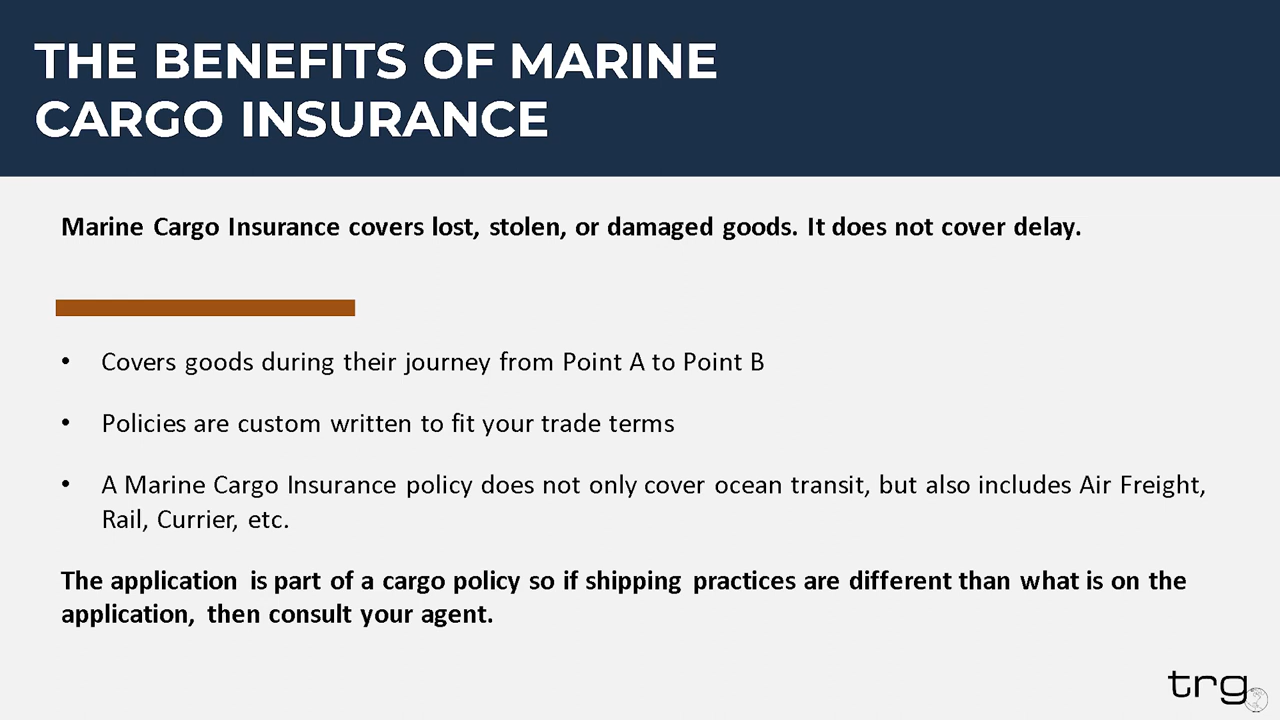 THE BENEFITS OF MARINE
CARGO INSURANCE
Marine Cargo Insurance covers lost, stolen, or damaged goods. It does not cover delay.
• Covers goods during their journey from Point A to Point B
• Policies are custom written to fit your trade terms
• A Marine Cargo Insurance policy does not only cover ocean transit, but also includes Air Freight,
Rail, Currier, etc.
The application is part of a cargo policy so if shipping practices are different than what is on the
application, then consult your agent.
trg